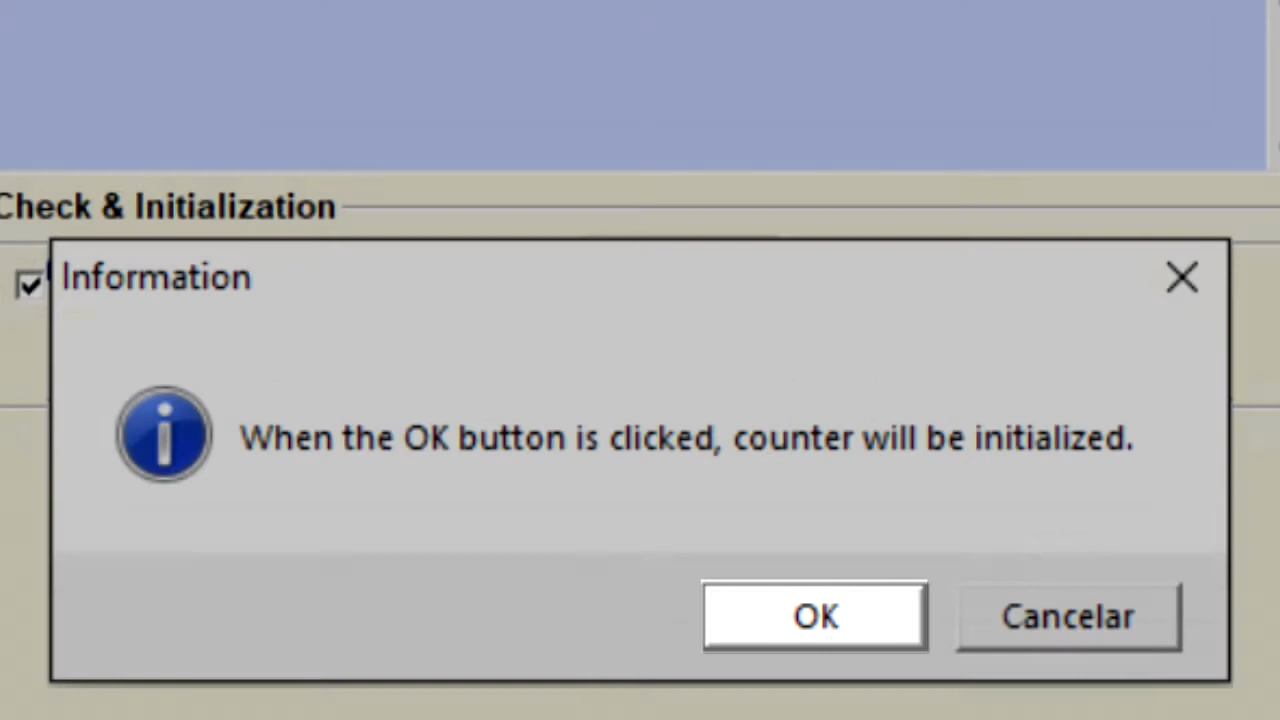 Check & Initialization
Information
When the OK button is clicked, counter will be initialized.
OK
Cancelar